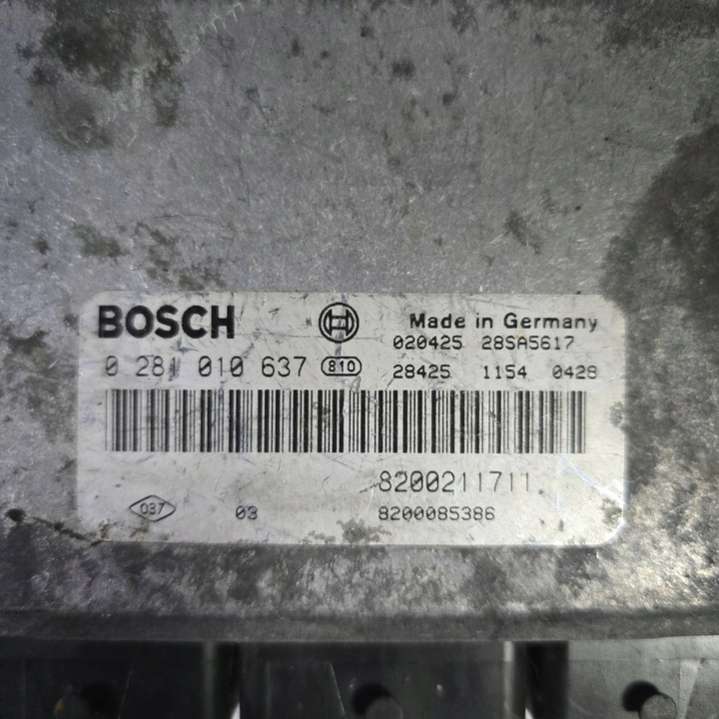 BOSCH
Made in Germany
020425 28SA5617
0 281 010 637 810
28425 1154 0428
8200211711
037 03 8200085386